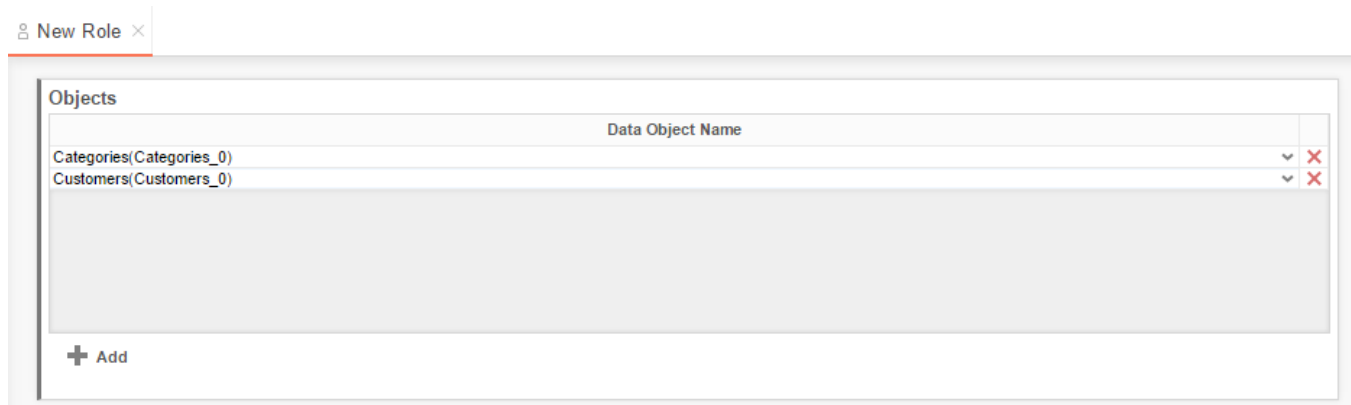 New Role
Objects
Data Object Name
Categories(Categories_0)
Customers(Customers_0)
Add